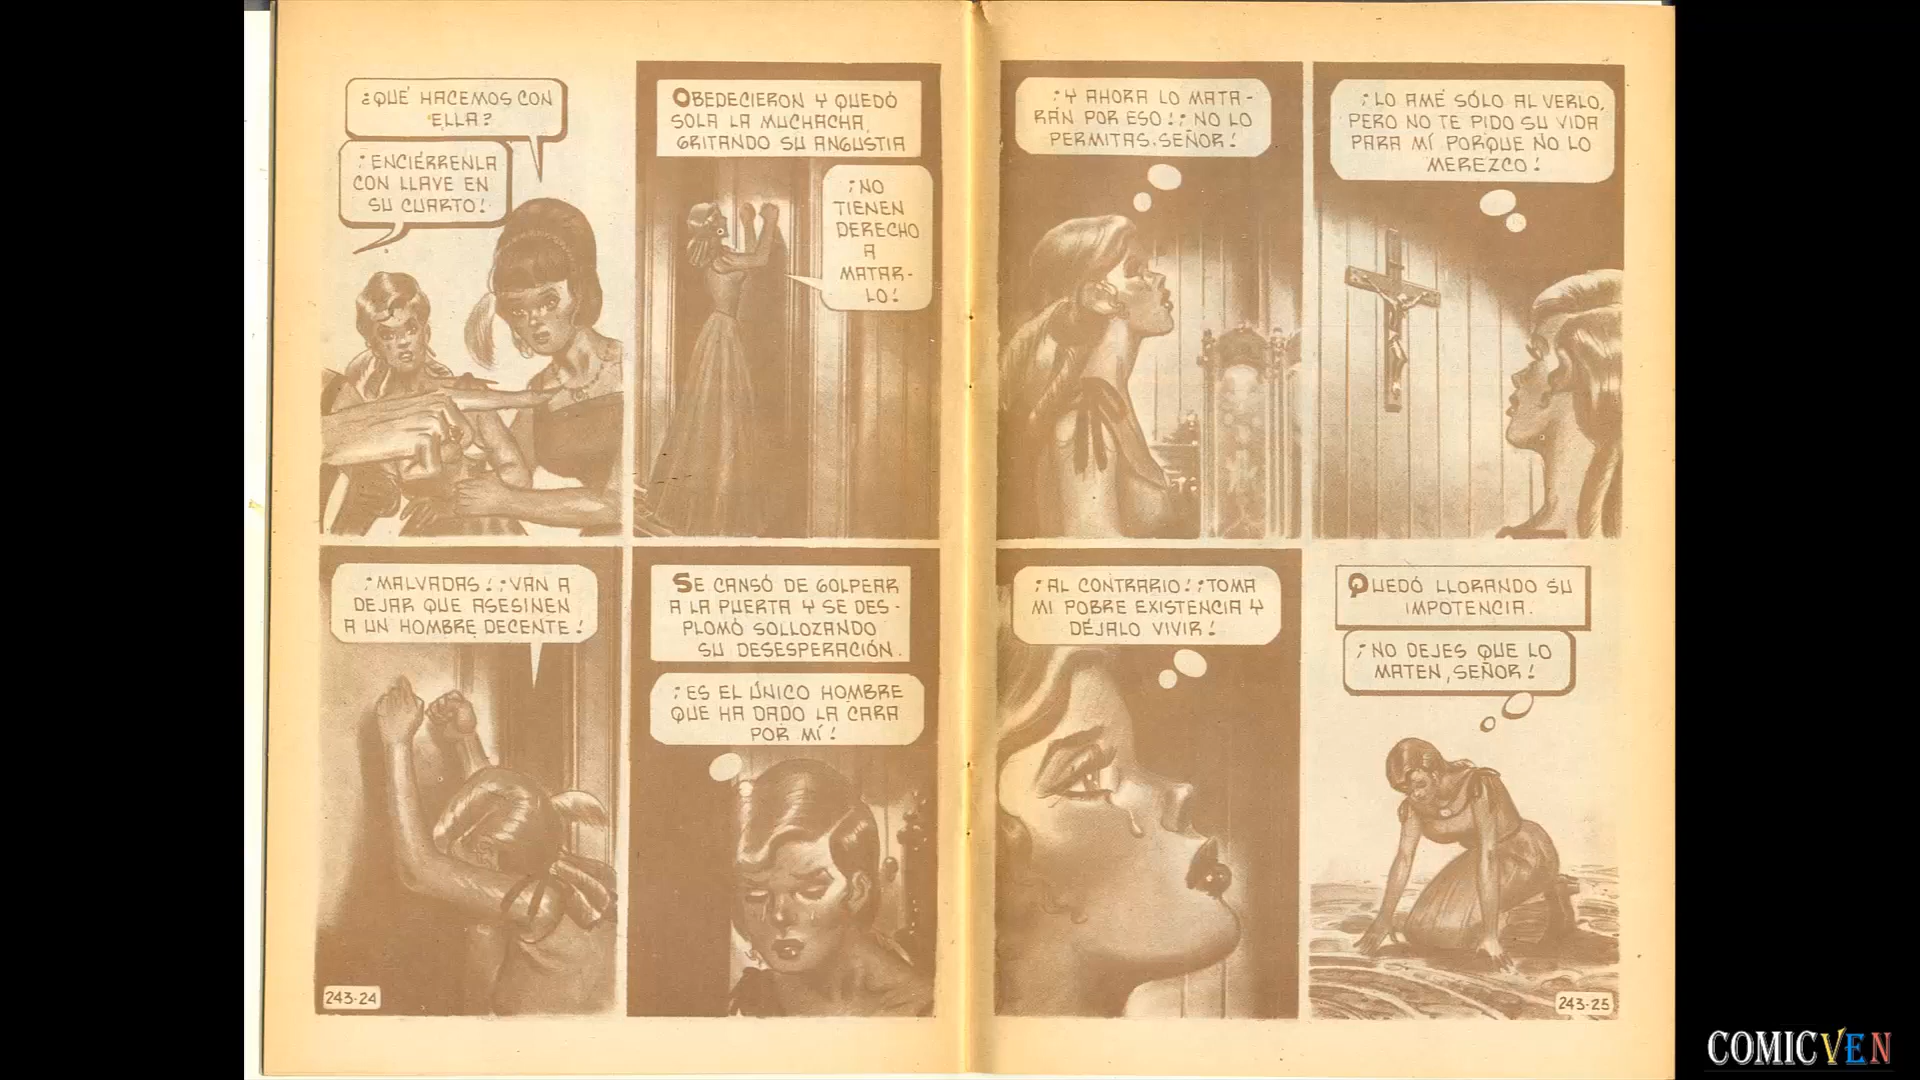 ¿QUÉ HACEMOS CON
ELLA?
¡ENCIÉRRENLA
CON LLAVE EN
SU CUARTO!
OBEDECIERON Y QUEDÓ
SOLA LA MUCHACHA,
GRITANDO SU ANGUSTIA
¡NO
TIENEN
DERECHO
A
MATAR-
LO!
¡MALVADAS! ¡VAN A
DEJAR QUE ASESINEN
A UN HOMBRE DECENTE!
SE CANSÓ DE GOLPEAR
A LA PUERTA Y SE DES-
PLOMÓ SOLLOZANDO
SU DESESPERACIÓN.
¡ES EL ÚNICO HOMBRE
QUE HA DADO LA CARA
POR MÍ!
243-24
¡Y AHORA LO MATA-
RÁN POR ESO! ¡NO LO
PERMITAS, SEÑOR!
¡LO AMÉ SÓLO AL VERLO,
PERO NO TE PIDO SU VIDA
PARA MÍ PORQUE NO LO
MEREZCO!
¡AL CONTRARIO! ¡TOMA
MI POBRE EXISTENCIA Y
DÉJALO VIVIR!
QUEDÓ LLORANDO SU
IMPOTENCIA.
¡NO DEJES QUE LO
MATEN, SEÑOR!
243-25
COMICVEN